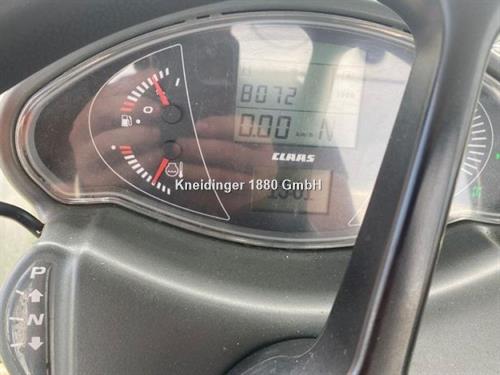 8072
0.00 km/h N
CLAAS
Kneidinger 1880 GmbH
P
N